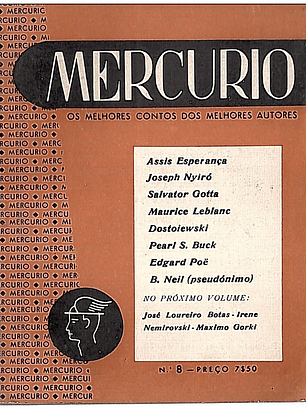 MERCURIO
OS MELHORES CONTOS DOS MELHORES AUTORES
Assis Esperança
Joseph Nyiró
Salvator Gotta
Maurice Leblanc
Dostoiewski
Pearl S. Buck
Edgard Poë
B. Neil (pseudónimo)
NO PRÓXIMO VOLUME:
José Loureiro Botas - Irene
Nemirovski - Maximo Gorki
N.º 8 — PREÇO 7$50